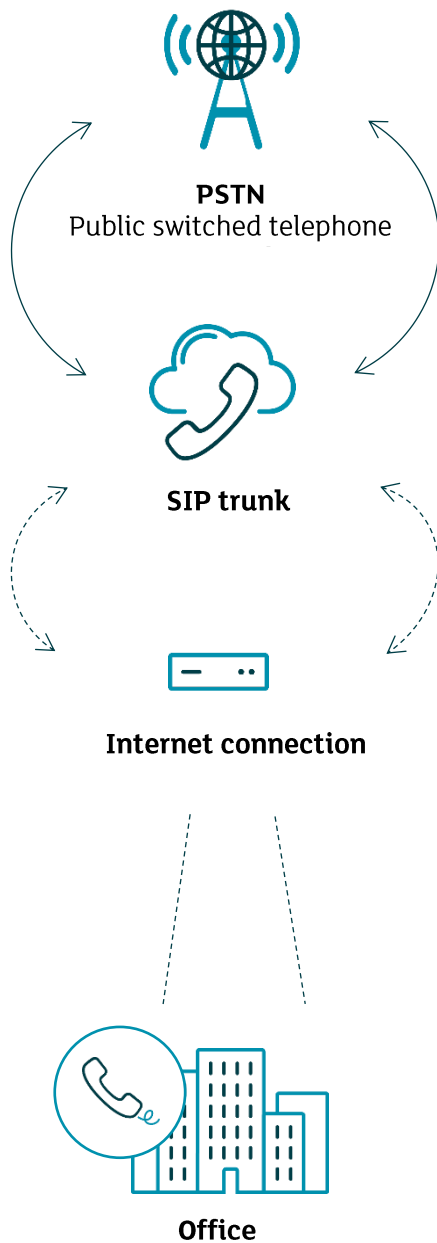 PSTN
Public switched telephone
SIP trunk
Internet connection
Office